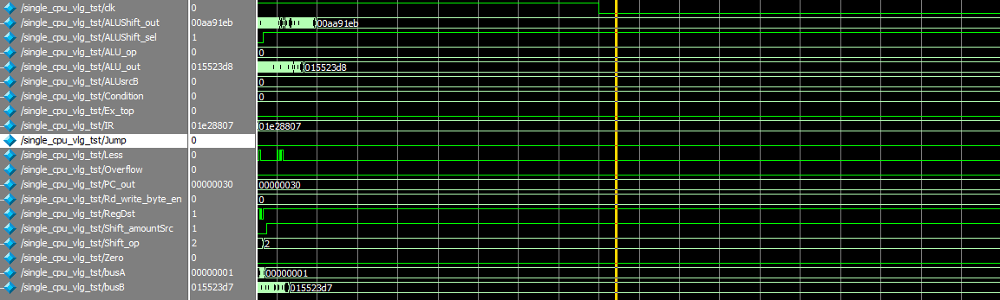 /single_cpu_vlg_tst/clk 0
/single_cpu_vlg_tst/ALUShift_out 00aa91eb 00aa91eb
/single_cpu_vlg_tst/ALUShift_sel 1
/single_cpu_vlg_tst/ALU_op 0 0
/single_cpu_vlg_tst/ALU_out 015523d8 015523d8
/single_cpu_vlg_tst/ALUsrcB 0 0
/single_cpu_vlg_tst/Condition 0 0
/single_cpu_vlg_tst/Ex_top 0
/single_cpu_vlg_tst/IR 01e28807 01e28807
/single_cpu_vlg_tst/Jump 0
/single_cpu_vlg_tst/Less 0
/single_cpu_vlg_tst/Overflow 0
/single_cpu_vlg_tst/PC_out 00000030 00000030
/single_cpu_vlg_tst/Rd_write_byte_en 0 0
/single_cpu_vlg_tst/RegDst 1
/single_cpu_vlg_tst/Shift_amountSrc 1
/single_cpu_vlg_tst/Shift_op 2 2
/single_cpu_vlg_tst/Zero 0
/single_cpu_vlg_tst/busA 00000001 00000001
/single_cpu_vlg_tst/busB 015523d7 015523d7